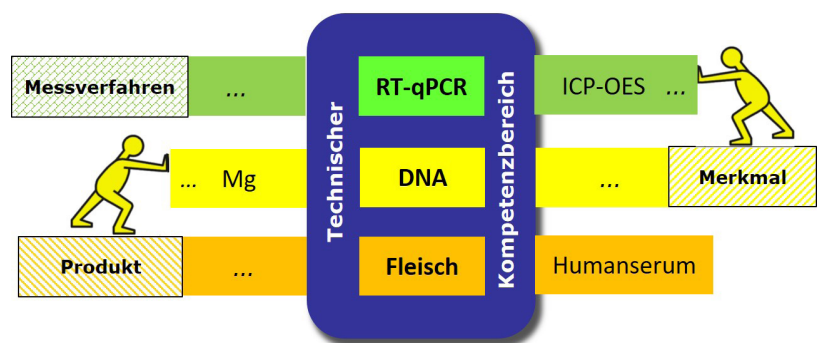 Messverfahren ... RT-qPCR ICP-OES ...
Technischer Kompetenzbereich
... Mg DNA ... Merkmal
Produkt ... Fleisch Humanserum